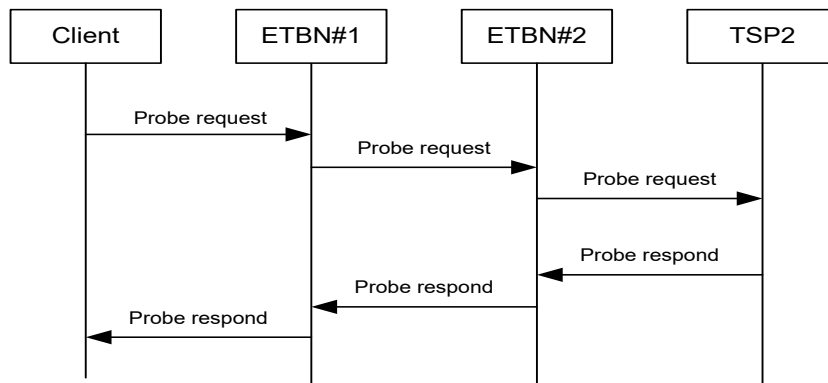 Client
ETBN#1
ETBN#2
TSP2
Probe request
Probe request
Probe request
Probe respond
Probe respond
Probe respond